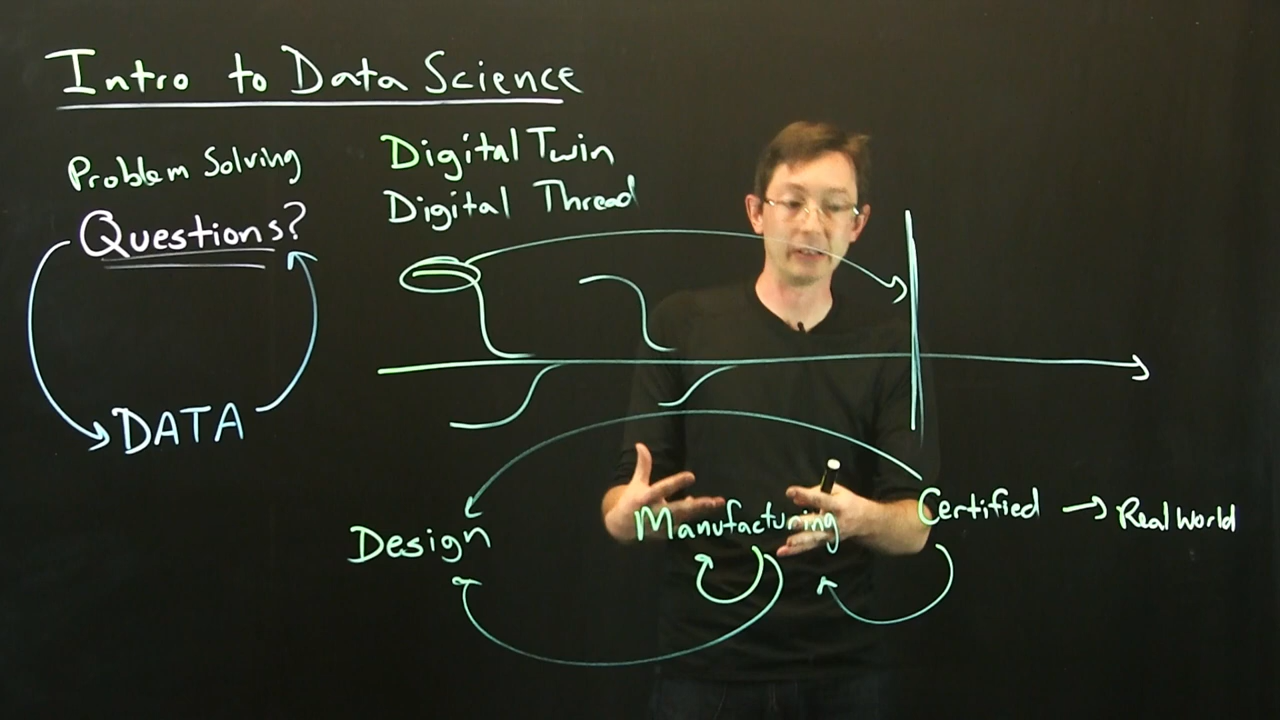 Intro to Data Science
Problem Solving
Questions?
DATA
Digital Twin
Digital Thread
Design
Manufacturing
Certified → Real World